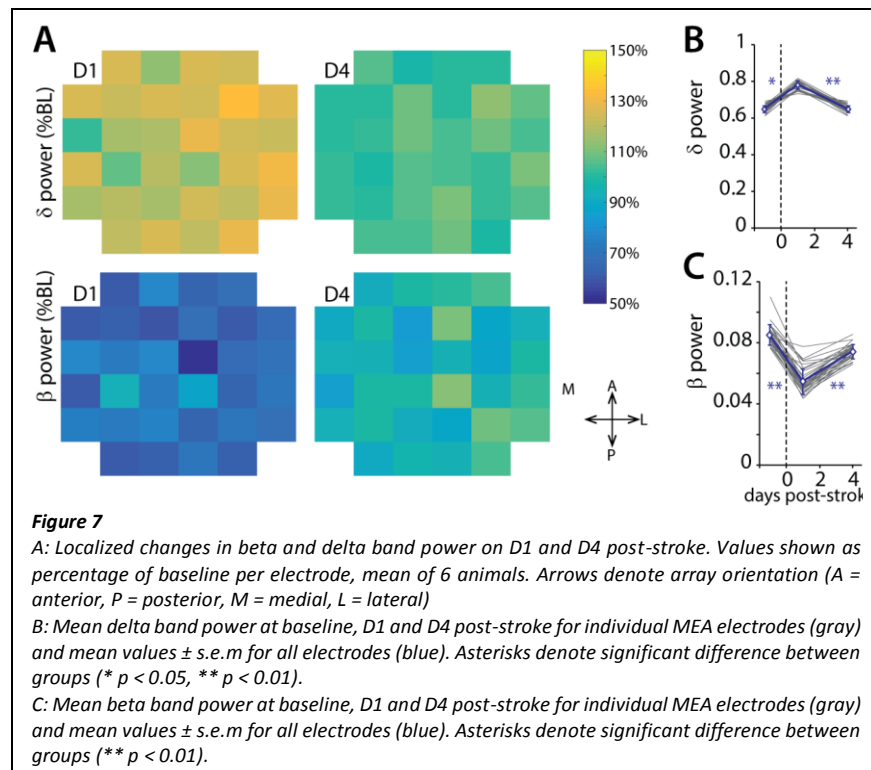 A
D1
D4
δ power (%BL)
150%
130%
110%
90%
70%
50%
D1
D4
β power (%BL)
M
A
L
P
B
δ power
1
0.8
0.6
0.4
0.2
0
* **
0 2 4
C
β power
0.12
0.08
0.04
0
** **
0 2 4
days post-strok
Figure 7
A: Localized changes in beta and delta band power on D1 and D4 post-stroke. Values shown as
percentage of baseline per electrode, mean of 6 animals. Arrows denote array orientation (A =
anterior, P = posterior, M = medial, L = lateral)
B: Mean delta band power at baseline, D1 and D4 post-stroke for individual MEA electrodes (gray)
and mean values ± s.e.m for all electrodes (blue). Asterisks denote significant difference between
groups (* p < 0.05, ** p < 0.01).
C: Mean beta band power at baseline, D1 and D4 post-stroke for individual MEA electrodes (gray)
and mean values ± s.e.m for all electrodes (blue). Asterisks denote significant difference between
groups (** p < 0.01).